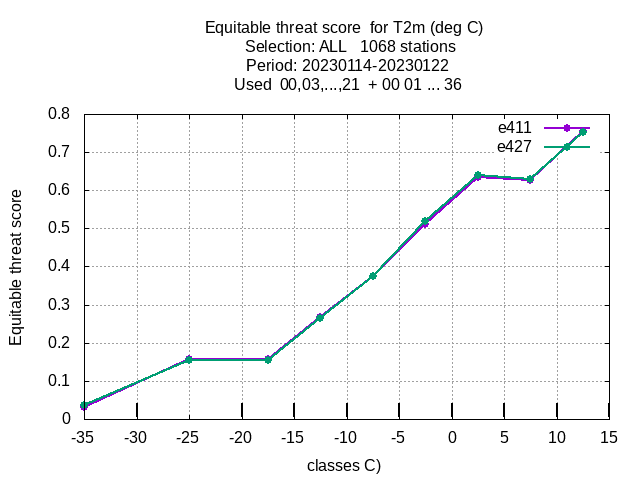 Equitable threat score  for T2m (deg C)
Selection: ALL   1068 stations
Period: 20230114-20230122
Used  00,03,...,21  + 00 01 ... 36
e411
e427
Equitable threat score
0.8
0.7
0.6
0.5
0.4
0.3
0.2
0.1
0
-35 -30 -25 -20 -15 -10 -5 0 5 10 15
classes C)